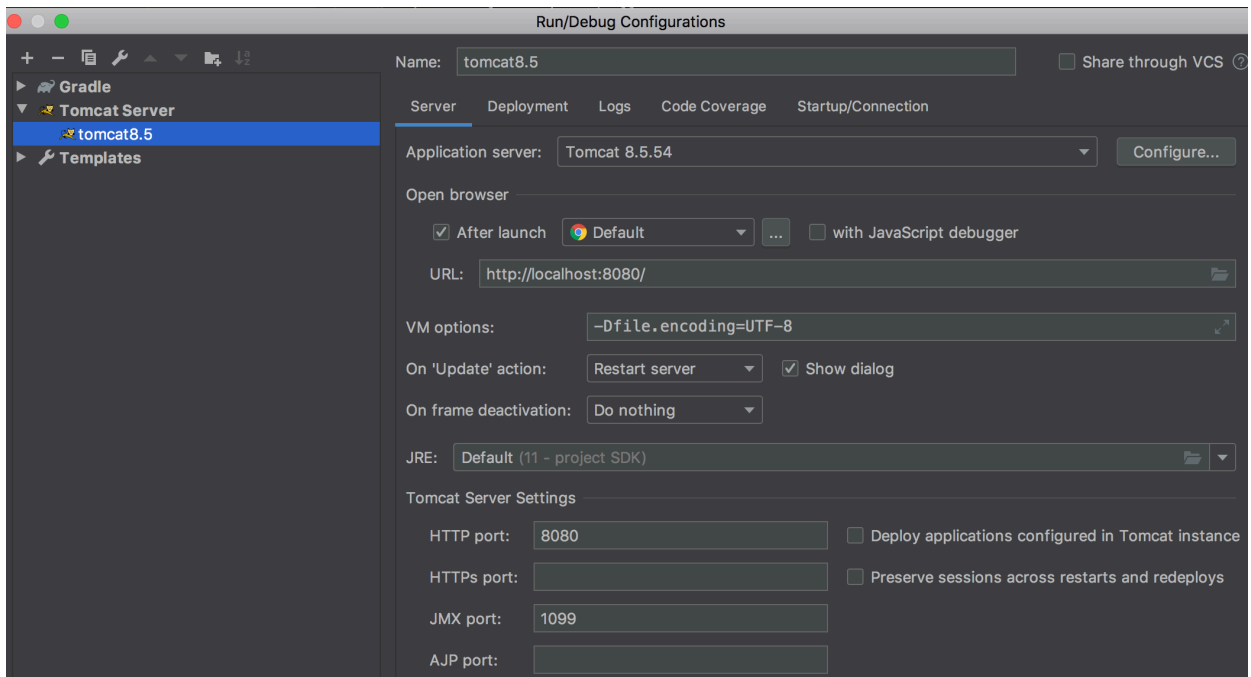 Run/Debug Configurations
Name: tomcat8.5 Share through VCS ?
Gradle
Tomcat Server
tomcat8.5
Templates
Server Deployment Logs Code Coverage Startup/Connection
Application server: Tomcat 8.5.54 Configure...
Open browser
After launch Default ... with JavaScript debugger
URL: http://localhost:8080/
VM options: -Dfile.encoding=UTF-8
On 'Update' action: Restart server Show dialog
On frame deactivation: Do nothing
JRE: Default (11 - project SDK)
Tomcat Server Settings
HTTP port: 8080 Deploy applications configured in Tomcat instance
HTTPs port: Preserve sessions across restarts and redeploys
JMX port: 1099
AJP port: